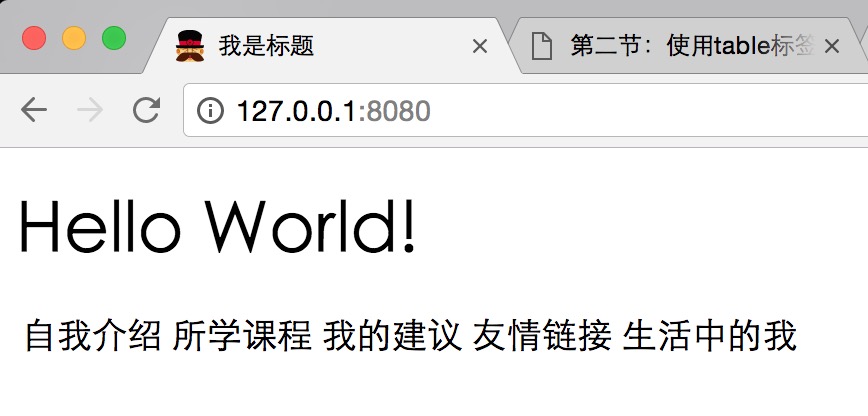 我是标题
第二节：使用table标签
127.0.0.1:8080
Hello World!
自我介绍 所学课程 我的建议 友情链接 生活中的我